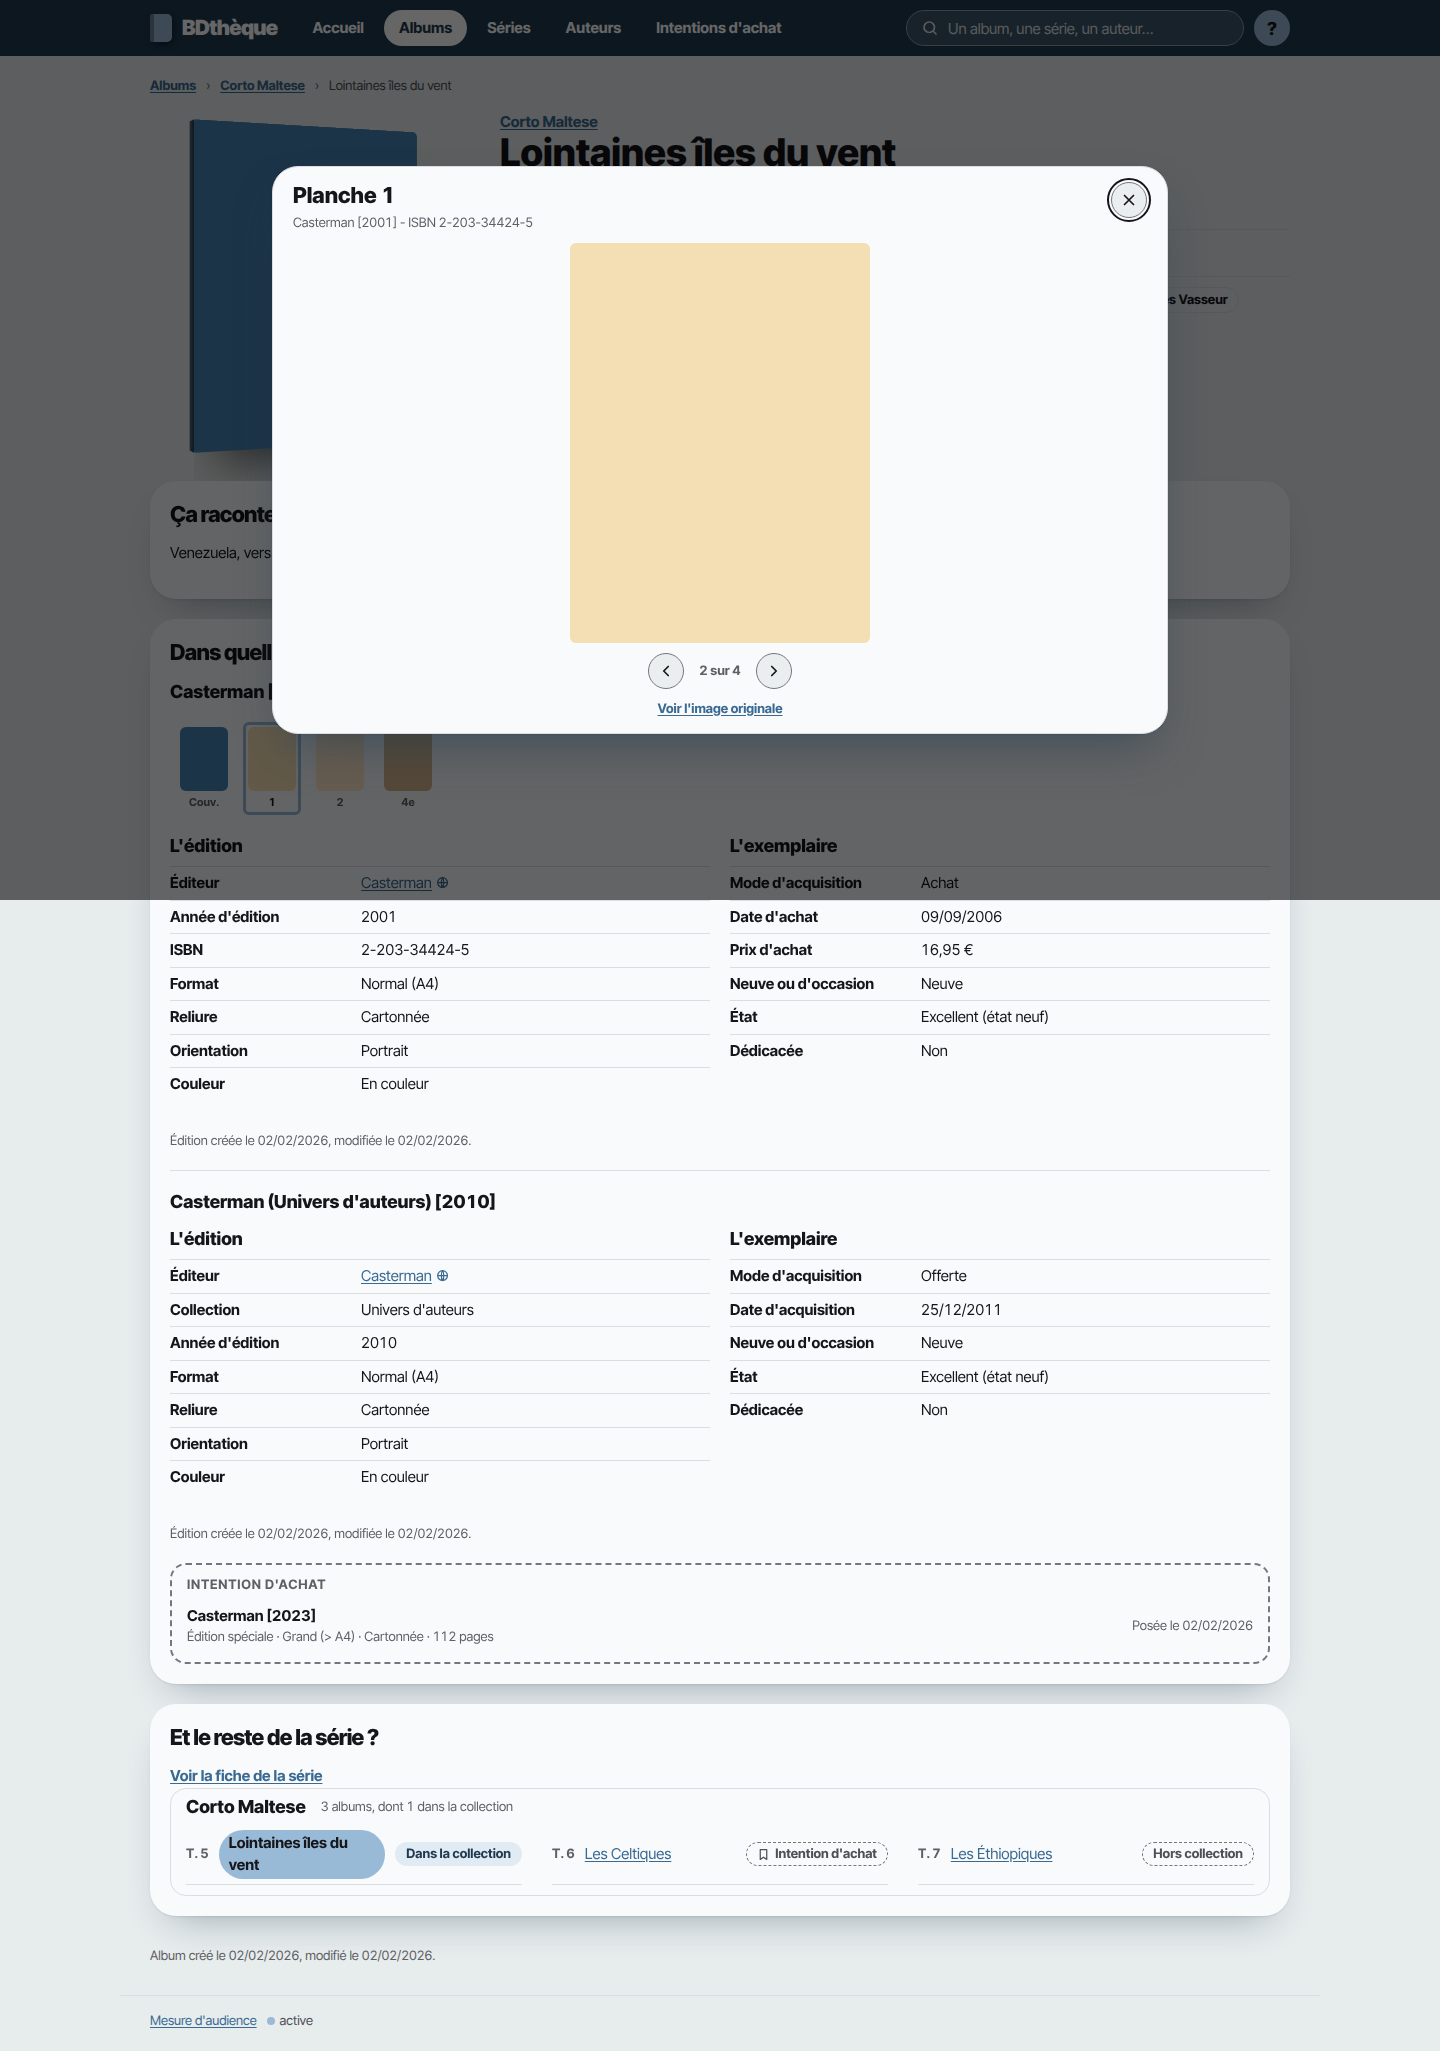 BDthèque
Accueil
Albums
Séries
Auteurs
Intentions d'achat
Un album, une série, un auteur...
?
Albums › Corto Maltese › Lointaines îles du vent
Corto Maltese
Lointaines îles du vent
Planche 1
Casterman [2001] - ISBN 2-203-34424-5
Vasseur
2 sur 4
Voir l'image originale
Ça raconte
Venezuela, vers
Dans quell
Casterman
Couv.
1
2
4e
L'édition
Éditeur Casterman
Année d'édition 2001
ISBN 2-203-34424-5
Format Normal (A4)
Reliure Cartonnée
Orientation Portrait
Couleur En couleur
L'exemplaire
Mode d'acquisition Achat
Date d'achat 09/09/2006
Prix d'achat 16,95 €
Neuve ou d'occasion Neuve
État Excellent (état neuf)
Dédicacée Non
Édition créée le 02/02/2026, modifiée le 02/02/2026.
Casterman (Univers d'auteurs) [2010]
L'édition
Éditeur Casterman
Collection Univers d'auteurs
Année d'édition 2010
Format Normal (A4)
Reliure Cartonnée
Orientation Portrait
Couleur En couleur
L'exemplaire
Mode d'acquisition Offerte
Date d'acquisition 25/12/2011
Neuve ou d'occasion Neuve
État Excellent (état neuf)
Dédicacée Non
Édition créée le 02/02/2026, modifiée le 02/02/2026.
INTENTION D'ACHAT
Casterman [2023]
Édition spéciale · Grand (> A4) · Cartonnée · 112 pages
Posée le 02/02/2026
Et le reste de la série ?
Voir la fiche de la série
Corto Maltese 3 albums, dont 1 dans la collection
T. 5 Lointaines îles du
vent
Dans la collection
T. 6 Les Celtiques Intention d'achat
T. 7 Les Éthiopiques Hors collection
Album créé le 02/02/2026, modifié le 02/02/2026.
Mesure d'audience active